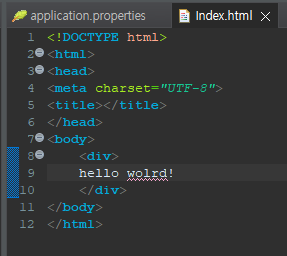 application.properties Index.html
1 <!DOCTYPE html>
2 <html>
3 <head>
4 <meta charset="UTF-8">
5 <title></title>
6 </head>
7 <body>
8 <div>
9 hello wolrd!
10 </div>
11 </body>
12 </html>